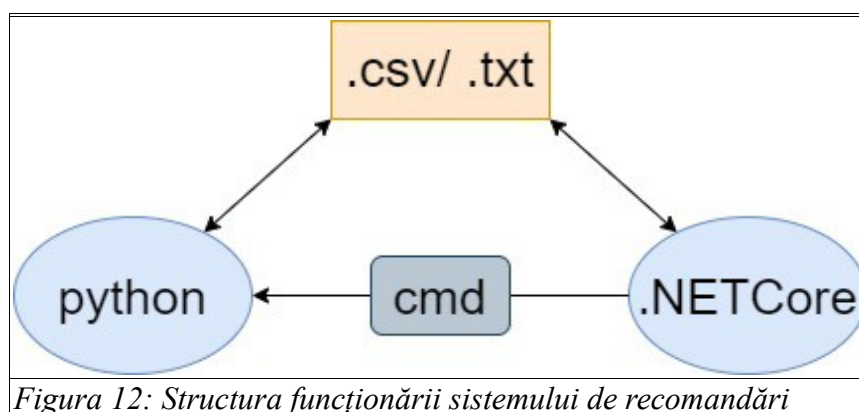 .csv/ .txt
python
cmd
.NETCore
Figura 12: Structura funcționării sistemului de recomandări